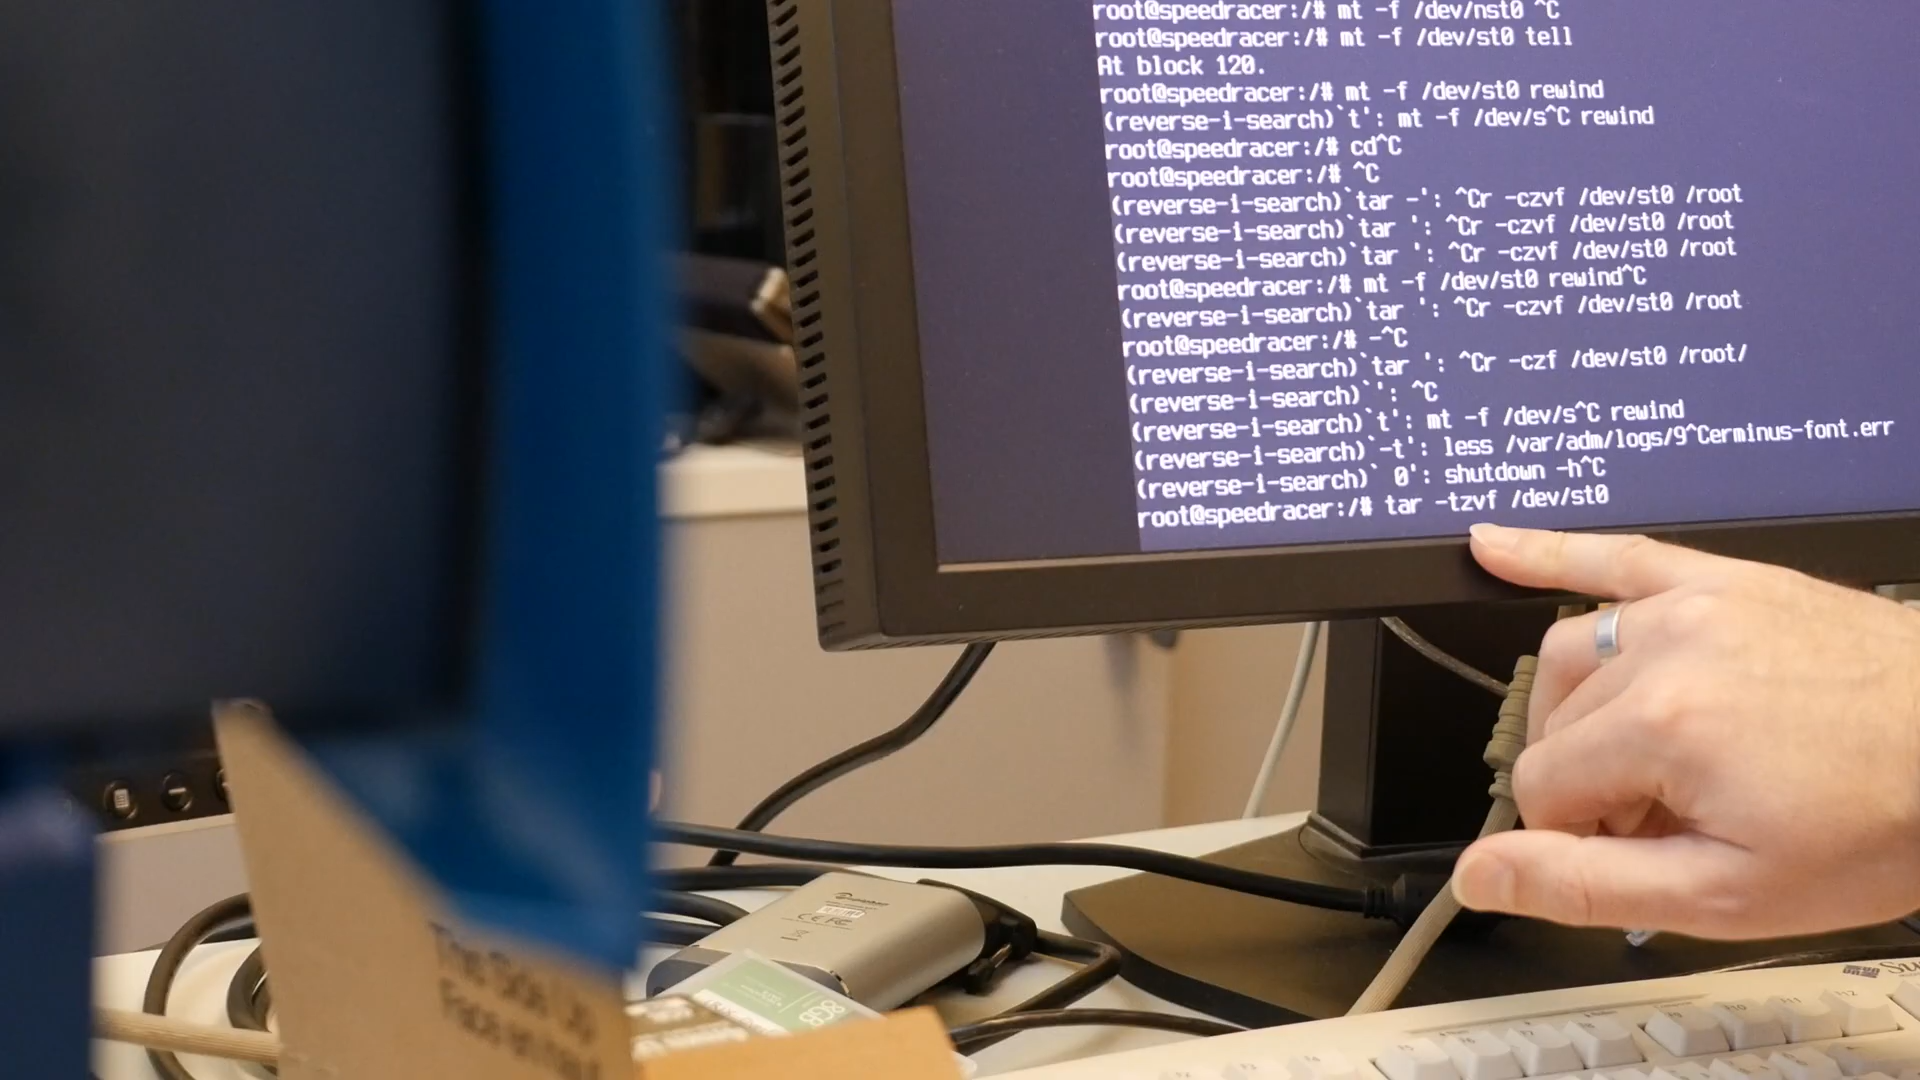 root@speedracer:/# mt -f /dev/nst0 ^C
root@speedracer:/# mt -f /dev/st0 tell
At block 120.
root@speedracer:/# mt -f /dev/st0 rewind
(reverse-i-search)`t': mt -f /dev/s^C rewind
root@speedracer:/# cd^C
root@speedracer:/# ^C
(reverse-i-search)`tar -': ^Cr -czvf /dev/st0 /root
(reverse-i-search)`tar ': ^Cr -czvf /dev/st0 /root
(reverse-i-search)`tar ': ^Cr -czvf /dev/st0 /root
root@speedracer:/# mt -f /dev/st0 rewind^C
(reverse-i-search)`tar ': ^Cr -czvf /dev/st0 /root
root@speedracer:/# -^C
(reverse-i-search)`tar ': ^Cr -czf /dev/st0 /root/
(reverse-i-search)`': ^C
(reverse-i-search)`t': mt -f /dev/s^C rewind
(reverse-i-search)`-t': less /var/adm/logs/9^Cerminus-font.err
(reverse-i-search)` 0': shutdown -h^C
root@speedracer:/# tar -tzvf /dev/st0
CE FC
8GB
This Side Up